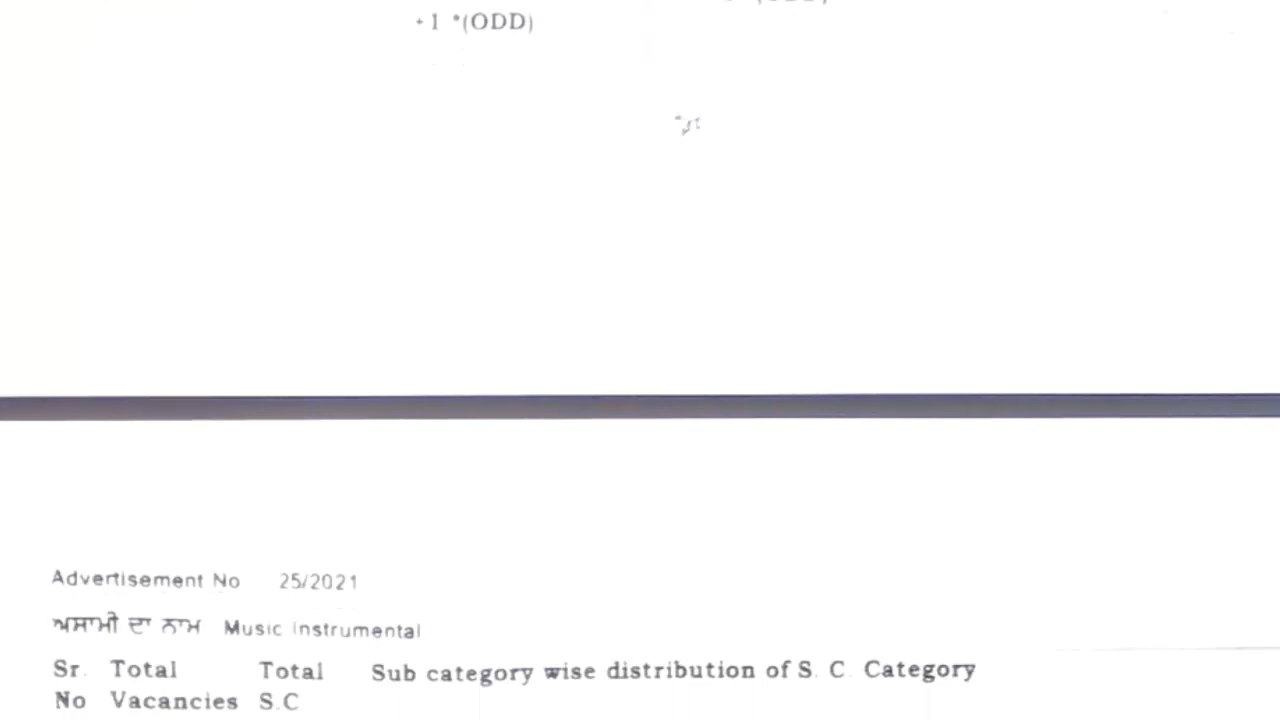 +1 *(ODD)
Advertisement No 25/2021
ਅਸਾਮੀ ਦਾ ਨਾਮ Music Instrumental
Sr. Total Total Sub category wise distribution of S. C. Category
No Vacancies S.C